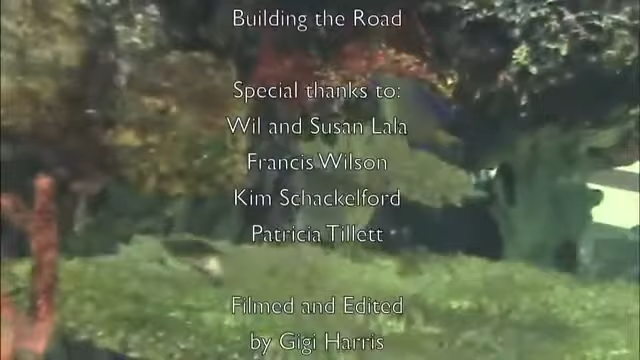 Building the Road
Special thanks to:
Wil and Susan Lala
Francis Wilson
Kim Schackelford
Patricia Tillett
Filmed and Edited
by Gigi Harris